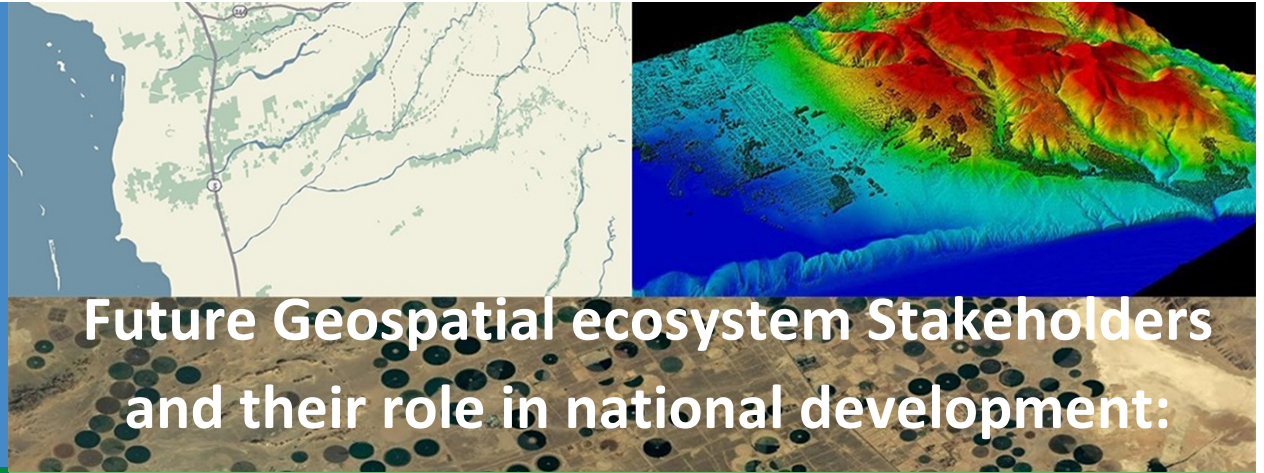 Future Geospatial ecosystem Stakeholders
and their role in national development: